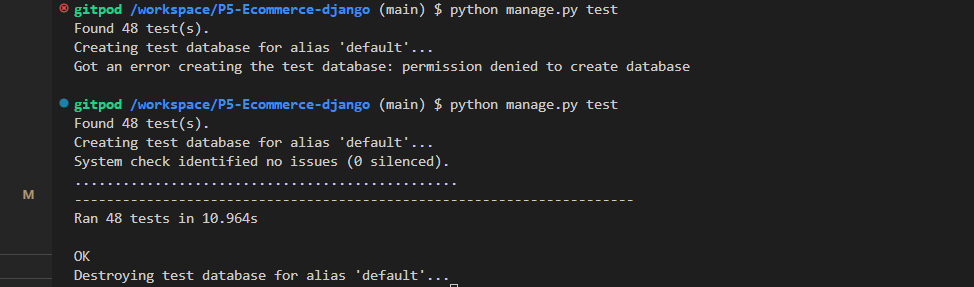 gitpod /workspace/P5-Ecommerce-django (main) $ python manage.py test
Found 48 test(s).
Creating test database for alias 'default'...
Got an error creating the test database: permission denied to create database
gitpod /workspace/P5-Ecommerce-django (main) $ python manage.py test
Found 48 test(s).
Creating test database for alias 'default'...
System check identified no issues (0 silenced).
................................................
----------------------------------------------------------------------
M
Ran 48 tests in 10.964s
OK
Destroying test database for alias 'default'...